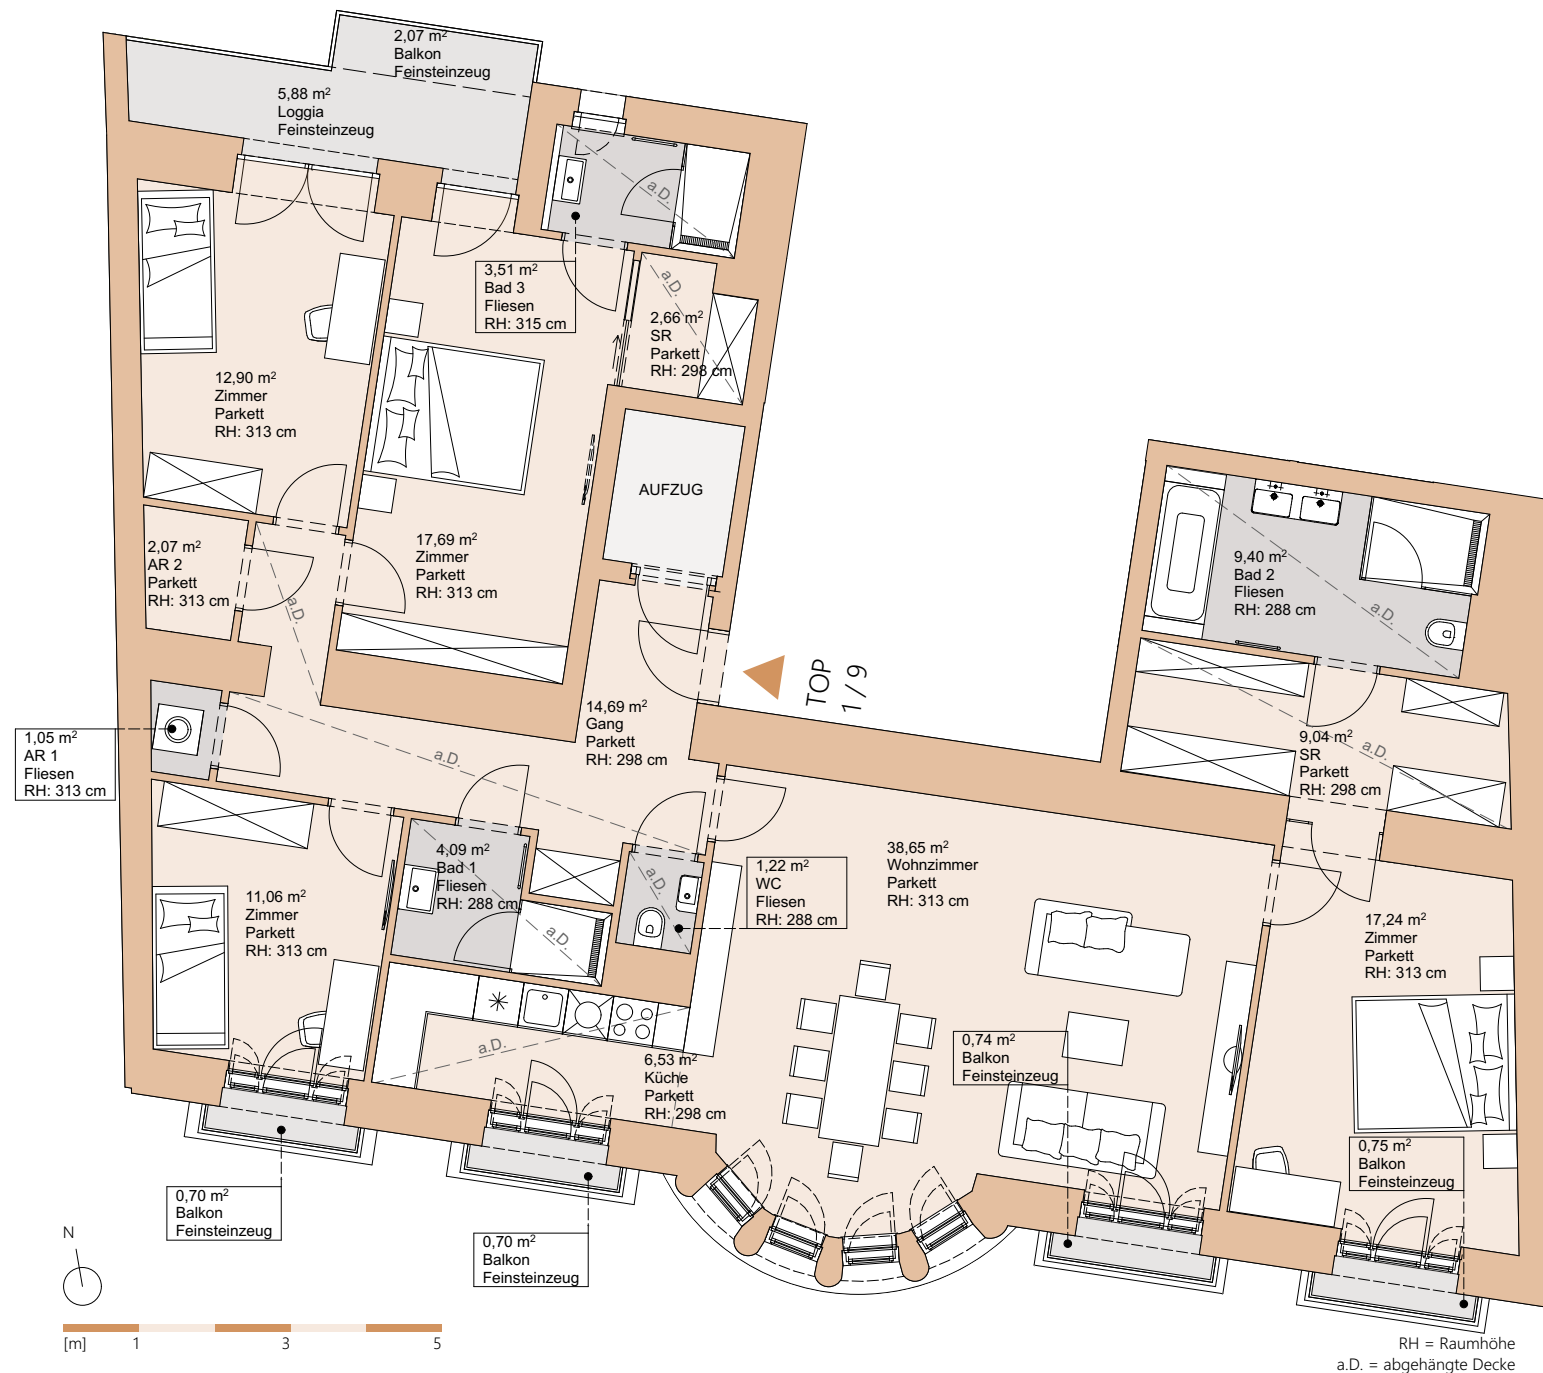 2,07 m²
Balkon
Feinsteinzeug
5,88 m²
Loggia
Feinsteinzeug
a.D.
3,51 m²
Bad 3
Fliesen
RH: 315 cm
a.D.
2,66 m²
SR
Parkett
RH: 298 cm
12,90 m²
Zimmer
Parkett
RH: 313 cm
AUFZUG
17,69 m²
Zimmer
Parkett
RH: 313 cm
2,07 m²
AR 2
Parkett
RH: 313 cm
a.D.
9,40 m²
Bad 2
Fliesen
RH: 288 cm
a.D.
TOP
1 / 9
14,69 m²
Gang
Parkett
RH: 298 cm
a.D.
1,05 m²
AR 1
Fliesen
RH: 313 cm
9,04 m²
SR
Parkett
RH: 298 cm
a.D.
4,09 m²
Bad 1
Fliesen
RH: 288 cm
a.D.
a.D.
1,22 m²
WC
Fliesen
RH: 288 cm
38,65 m²
Wohnzimmer
Parkett
RH: 313 cm
11,06 m²
Zimmer
Parkett
RH: 313 cm
17,24 m²
Zimmer
Parkett
RH: 313 cm
a.D.
6,53 m²
Küche
Parkett
RH: 298 cm
0,74 m²
Balkon
Feinsteinzeug
0,75 m²
Balkon
Feinsteinzeug
0,70 m²
Balkon
Feinsteinzeug
0,70 m²
Balkon
Feinsteinzeug
N
[m] 1 3 5
RH = Raumhöhe
a.D. = abgehängte Decke